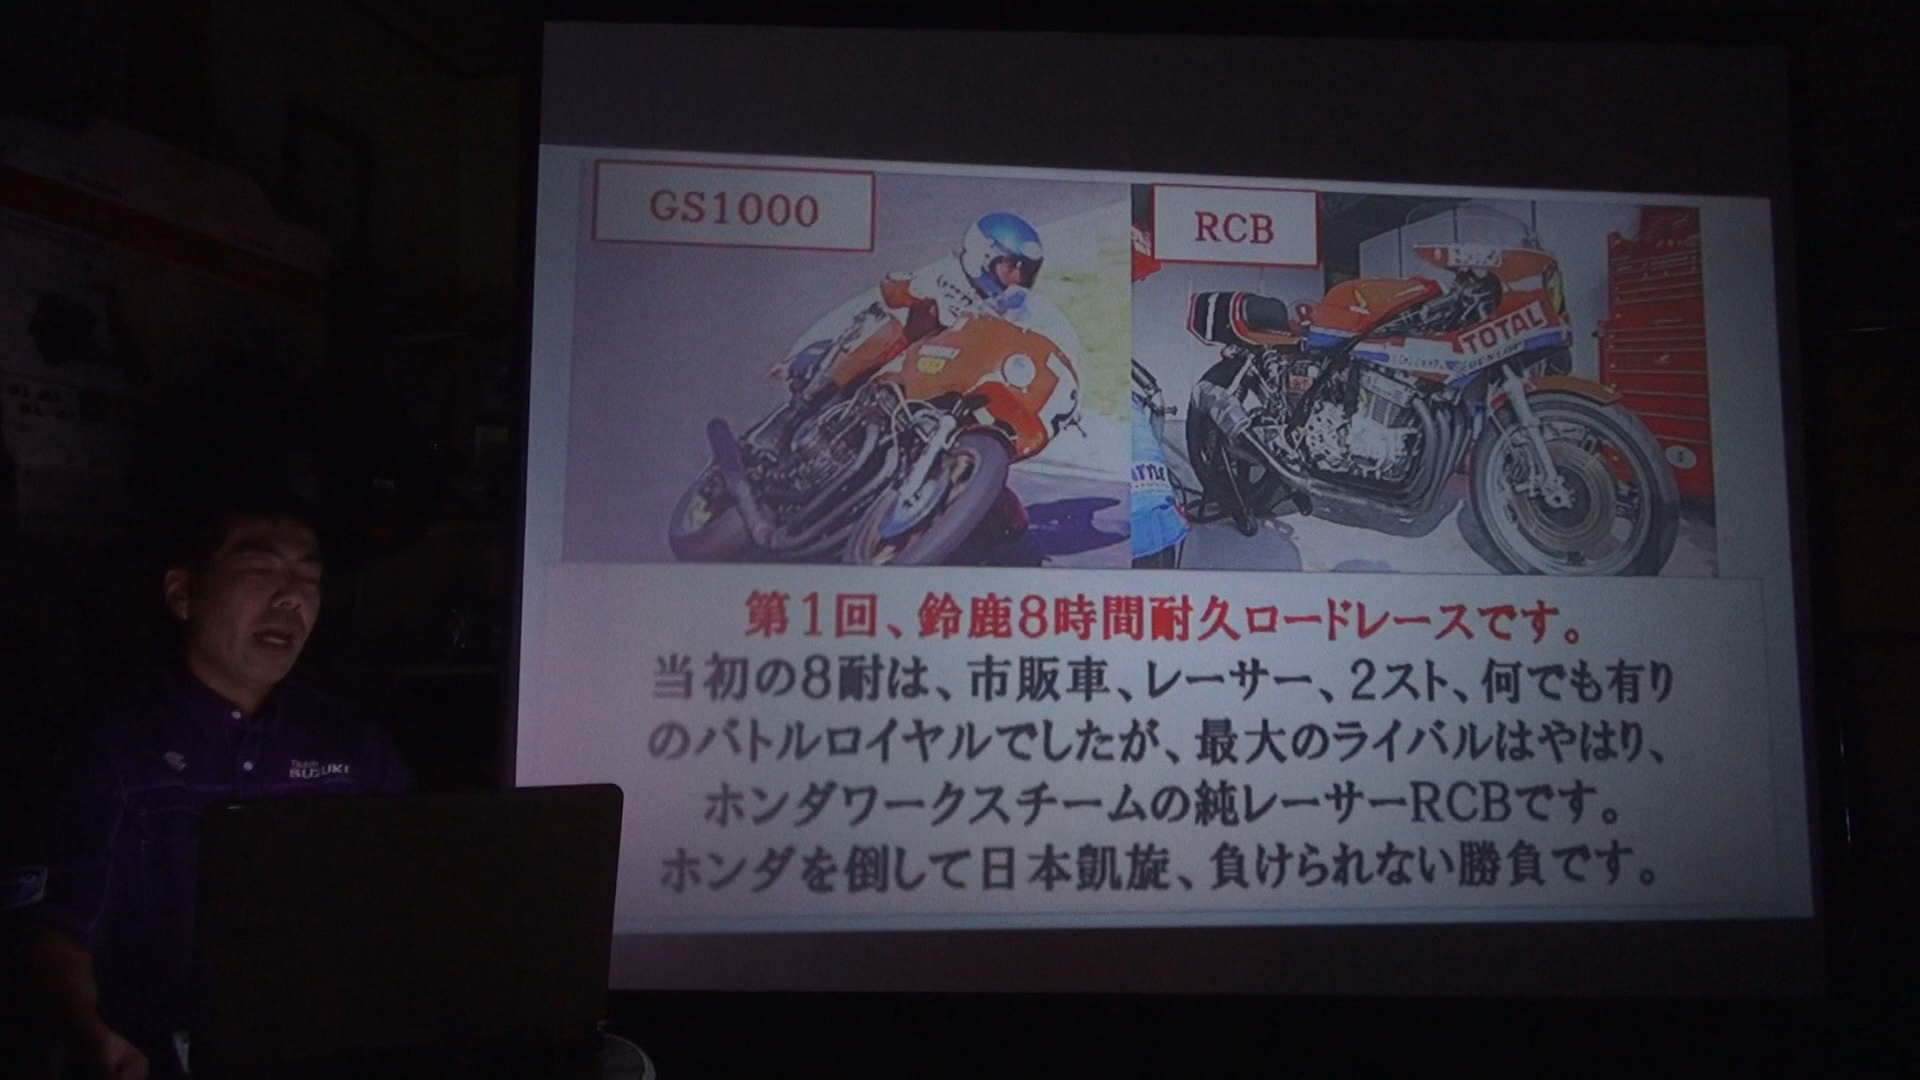 GS1000
RCB
TOTAL
DUNLOP
第1回、鈴鹿8時間耐久ロードレースです。
当初の8耐は、市販車、レーサー、2スト、何でも有り
のバトルロイヤルでしたが、最大のライバルはやはり、
ホンダワークスチームの純レーサーRCBです。
ホンダを倒して日本凱旋、負けられない勝負です。
Team
SUZUKI